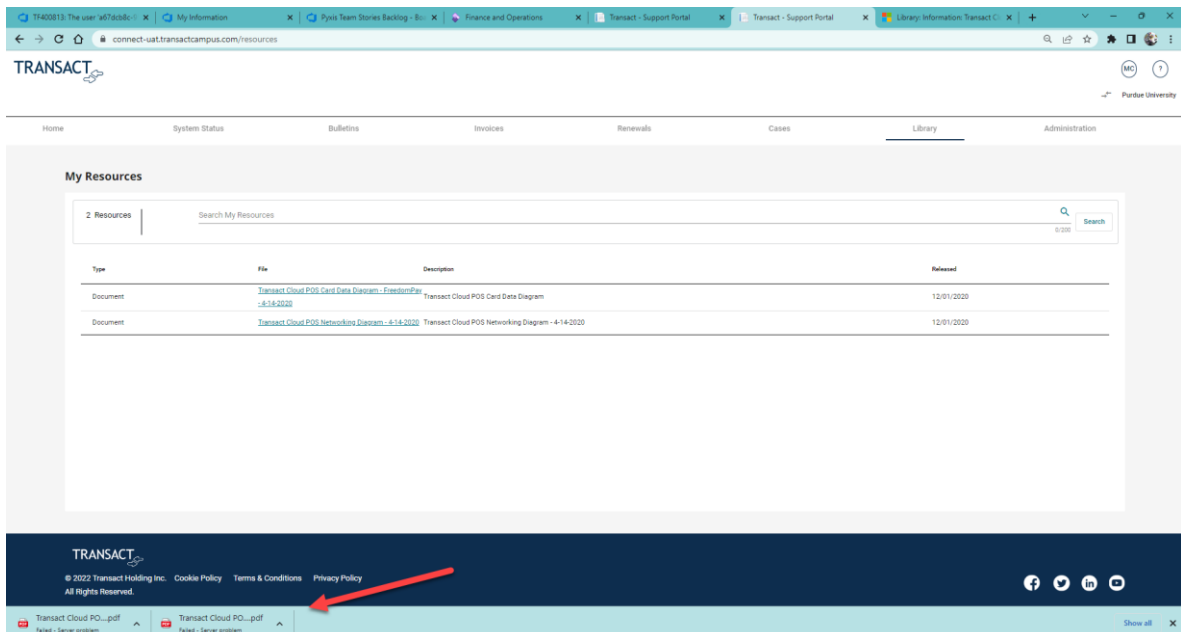 TF400813: The user 'a67dcb8c-
My Information
Pyxis Team Stories Backlog - Boa
Finance and Operations
Transact - Support Portal
Transact - Support Portal
Library: Information: Transact Cl
connect-uat.transactcampus.com/resources
TRANSACT
MC
?
Purdue University
Home System Status Bulletins Invoices Renewals Cases Library Administration
My Resources
2 Resources
Search My Resources
Search
0/200
Type File Description Released
Document Transact Cloud POS Card Data Diagram - FreedomPay Transact Cloud POS Card Data Diagram 12/01/2020
- 4-14-2020
Document Transact Cloud POS Networking Diagram - 4-14-2020 Transact Cloud POS Networking Diagram - 4-14-2020 12/01/2020
TRANSACT
© 2022 Transact Holding Inc. Cookie Policy Terms & Conditions Privacy Policy
All Rights Reserved.
Transact Cloud PO....pdf
Failed - Server problem
Transact Cloud PO....pdf
Failed - Server problem
Show all